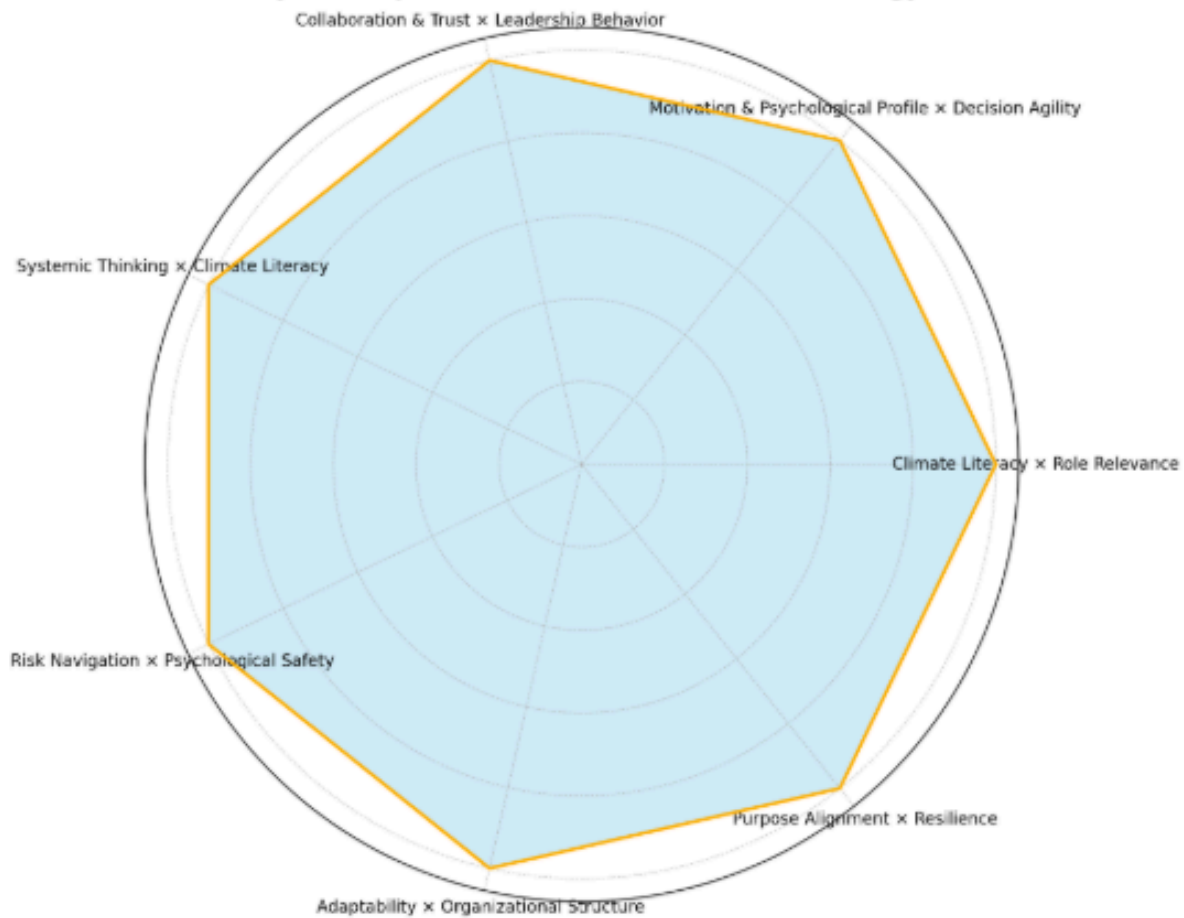 Collaboration & Trust × Leadership Behavior
Motivation & Psychological Profile × Decision Agility
Systemic Thinking × Climate Literacy
Climate Literacy × Role Relevance
Risk Navigation × Psychological Safety
Purpose Alignment × Resilience
Adaptability × Organizational Structure